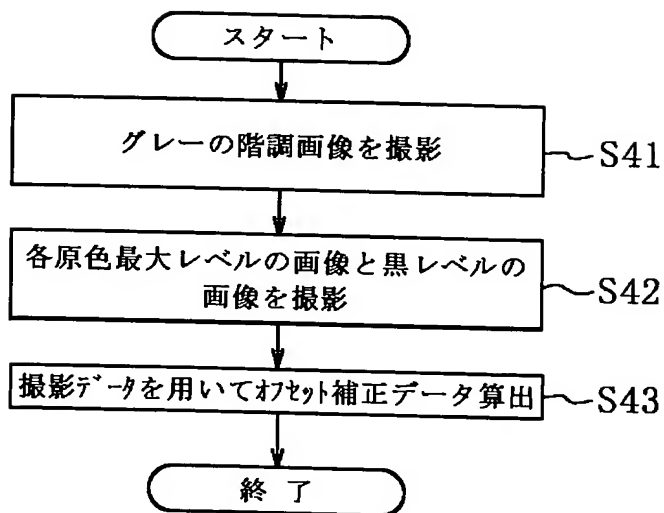 スタート
グレーの階調画像を撮影
S41
各原色最大レベルの画像と黒レベルの
画像を撮影
S42
撮影データを用いてオフセット補正データ算出
S43
終了